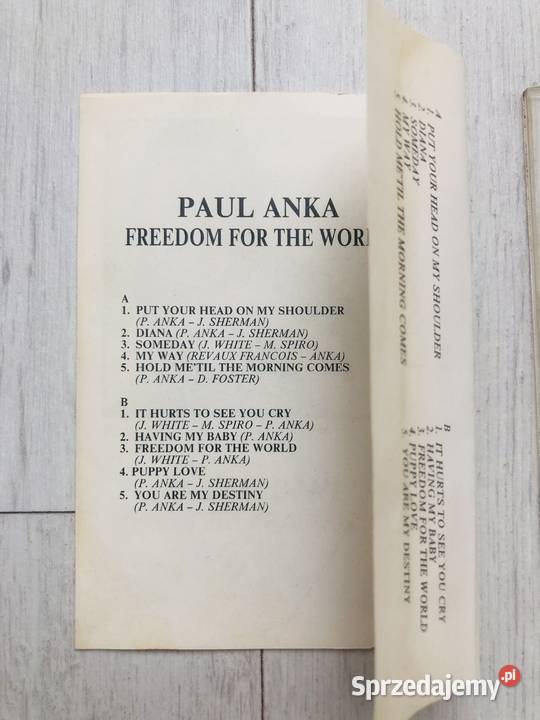 PAUL ANKA
FREEDOM FOR THE WOR
A
1. PUT YOUR HEAD ON MY SHOULDER
(P. ANKA – J. SHERMAN)
2. DIANA (P. ANKA – J. SHERMAN)
3. SOMEDAY (J. WHITE – M. SPIRO)
4. MY WAY (REVAUX FRANCOIS – ANKA)
5. HOLD ME'TIL THE MORNING COMES
(P. ANKA – D. FOSTER)
B
1. IT HURTS TO SEE YOU CRY
(J. WHITE – M. SPIRO – P. ANKA)
2. HAVING MY BABY (P. ANKA)
3. FREEDOM FOR THE WORLD
(J. WHITE – P. ANKA)
4. PUPPY LOVE
(P. ANKA – J. SHERMAN)
5. YOU ARE MY DESTINY
(P. ANKA – J. SHERMAN)
A
1. PUT YOUR HEAD ON MY SHOULDER
2. DIANA
3. SOMEDAY
4. MY WAY
5. HOLD ME'TIL THE MORNING COMES
B
1. IT HURTS TO SEE YOU CRY
2. HAVING MY BABY
3. FREEDOM FOR THE WORLD
4. PUPPY LOVE
5. YOU ARE MY DESTINY
Sprzedajemy.pl